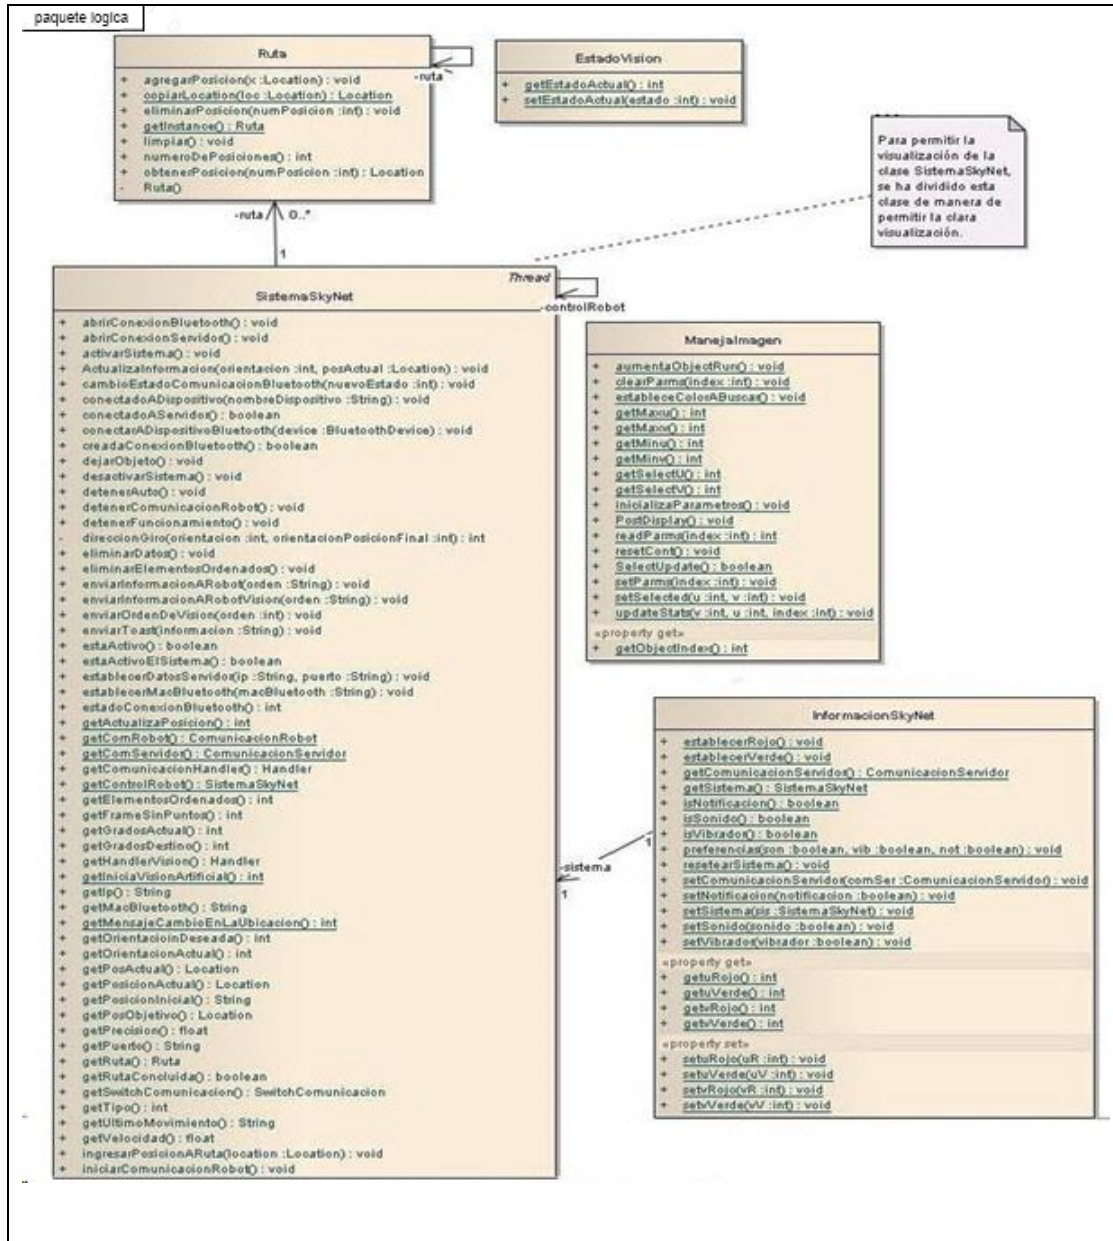 paquete logica
Ruta
+ agregarPosicion(x :Location) : void
+ copiarLocation(loc :Location) : Location
+ eliminarPosicion(numPosicion :int) : void
+ getInstance() : Ruta
+ limpiar() : void
+ numeroDePosiciones() : int
+ obtenerPosicion(numPosicion :int) : Location
- Ruta()
-ruta
EstadoVision
+ getEstadoActual() : int
+ setEstadoActual(estado :int) : void
Para permitir la
visualización de la
clase SistemaSkyNet,
se ha dividido esta
clase de manera de
permitir la clara
visualización.
-ruta 0..*
1
Thread
SistemaSkyNet
-controlRobot
+ abrirConexionBluetooth() : void
+ abrirConexionServidor() : void
+ activarSistema() : void
+ ActualizaInformacion(orientacion :int, posActual :Location) : void
+ cambioEstadoComunicacionBluetooth(nuevoEstado :int) : void
+ conectadoADispositivo(nombreDispositivo :String) : void
+ conectadoAServidor() : boolean
+ conectarADispositivoBluetooth(device :BluetoothDevice) : void
+ creadaConexionBluetooth() : boolean
+ dejarObjeto() : void
+ desactivarSistema() : void
+ detenerAuto() : void
+ detenerComunicacionRobot() : void
+ detenerFuncionamiento() : void
- direccionGiro(orientacion :int, orientacionPosicionFinal :int) : int
+ eliminarDatos() : void
+ eliminarElementosOrdenados() : void
+ enviarInformacionARobot(orden :String) : void
+ enviarInformacionARobotVision(orden :String) : void
+ enviarOrdenDeVision(orden :int) : void
+ enviarToast(informacion :String) : void
+ estaActivo() : boolean
+ estaActivoElSistema() : boolean
+ establecerDatosServidor(ip :String, puerto :String) : void
+ establecerMacBluetooth(macBluetooth :String) : void
+ estadoConexionBluetooth() : int
+ getActualizaPosicion() : int
+ getComRobot() : ComunicacionRobot
+ getComServidor() : ComunicacionServidor
+ getComunicacionHandler() : Handler
+ getControlRobot() : SistemaSkyNet
+ getElementosOrdenados() : int
+ getFrameSinPuntos() : int
+ getGradosActual() : int
+ getGradosDestino() : int
+ getHandlerVision() : Handler
+ getIniciaVisionArtificial() : int
+ getIp() : String
+ getMacBluetooth() : String
+ getMensajeCambioEnLaUbicacion() : int
+ getOrientacioinDeseada() : int
+ getOrientacionActual() : int
+ getPosActual() : Location
+ getPosicionActual() : Location
+ getPosicionInicial() : String
+ getPosObjetivo() : Location
+ getPrecision() : float
+ getPuerto() : String
+ getRuta() : Ruta
+ getRutaConcluida() : boolean
+ getSwitchComunicacion() : SwitchComunicacion
+ getTipo() : int
+ getUltimoMovimiento() : String
+ getVelocidad() : float
+ ingresarPosicionARuta(location :Location) : void
+ iniciarComunicacionRobot() : void
ManejaImagen
+ aumentaObjectRun() : void
+ clearParms(index :int) : void
+ estableceColorABuscar() : void
+ getMaxu() : int
+ getMaxv() : int
+ getMinu() : int
+ getMinv() : int
+ getSelectU() : int
+ getSelectV() : int
+ inicializaParametros() : void
+ PostDisplay() : void
+ readParms(index :int) : int
+ resetCont() : void
+ SelectUpdate() : boolean
+ setParms(index :int) : void
+ setSelected(u :int, v :int) : void
+ updateStats(v :int, u :int, index :int) : void
«property get»
+ getObjectIndex() : int
InformacionSkyNet
+ establecerRojo() : void
+ establecerVerde() : void
+ getComunicacionServidor() : ComunicacionServidor
+ getSistema() : SistemaSkyNet
+ isNotificacion() : boolean
+ isSonido() : boolean
+ isVibrador() : boolean
+ preferencias(son :boolean, vib :boolean, not :boolean) : void
+ resetearSistema() : void
+ setComunicacionServidor(comSer :ComunicacionServidor) : void
+ setNotificacion(notificacion :boolean) : void
+ setSistema(sis :SistemaSkyNet) : void
+ setSonido(sonido :boolean) : void
+ setVibrador(vibrador :boolean) : void
«property get»
+ getuRojo() : int
+ getuVerde() : int
+ getvRojo() : int
+ getvVerde() : int
«property set»
+ setuRojo(uR :int) : void
+ setuVerde(uV :int) : void
+ setvRojo(vR :int) : void
+ setvVerde(vV :int) : void
1
-sistema
1